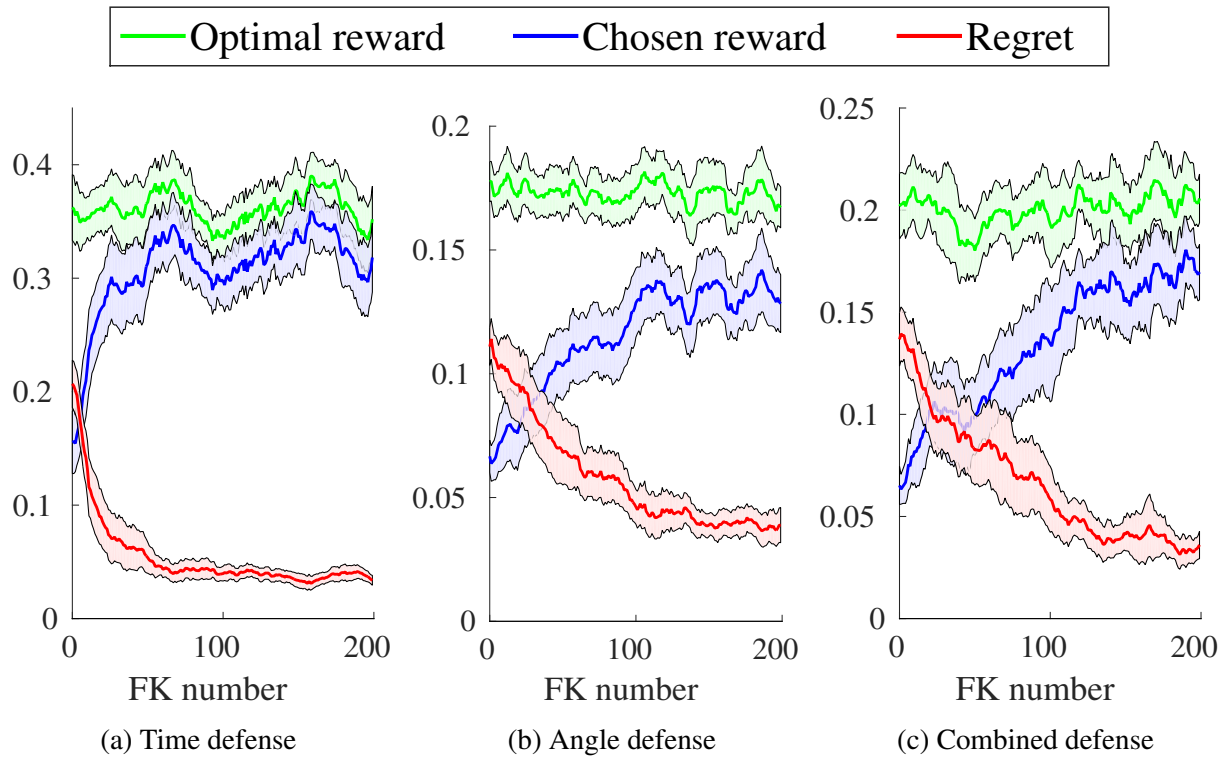 Optimal reward Chosen reward Regret
0.4
0.3
0.2
0.1
0
0 100 200
FK number
(a) Time defense
0.2
0.15
0.1
0.05
0
0 100 200
FK number
(b) Angle defense
0.25
0.2
0.15
0.1
0.05
0
0 100 200
FK number
(c) Combined defense